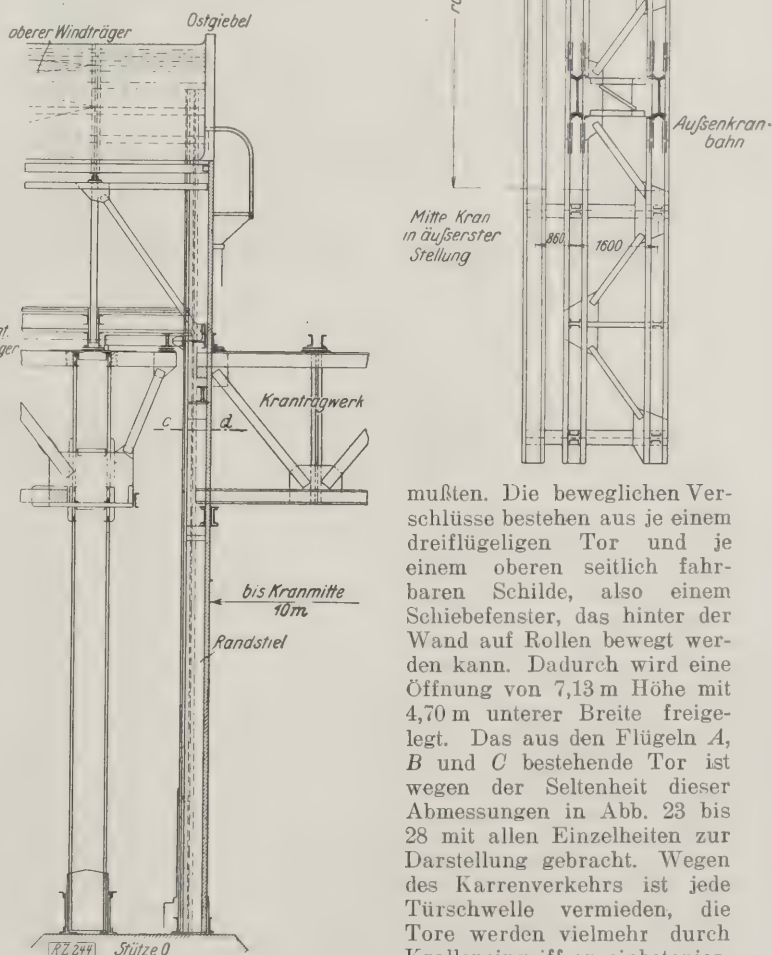 oberer Windträger
Ostgiebel
Krantragwerk
c
d
bis Kranmitte
10m
Randstiel
RZ 244
Stütze 0
Außenkran-
bahn
Mitte Kran
in äußerster
Stellung
860
1600
mußten. Die beweglichen Ver-
schlüsse bestehen aus je einem
dreiflügeligen Tor und je
einem oberen seitlich fahr-
baren Schilde, also einem
Schiebefenster, das hinter der
Wand auf Rollen bewegt wer-
den kann. Dadurch wird eine
Öffnung von 7,13 m Höhe mit
4,70 m unterer Breite freige-
legt. Das aus den Flügeln A,
B und C bestehende Tor ist
wegen der Seltenheit dieser
Abmessungen in Abb. 23 bis
28 mit allen Einzelheiten zur
Darstellung gebracht. Wegen
des Karrenverkehrs ist jede
Türschwelle vermieden, die
Tore werden vielmehr durch